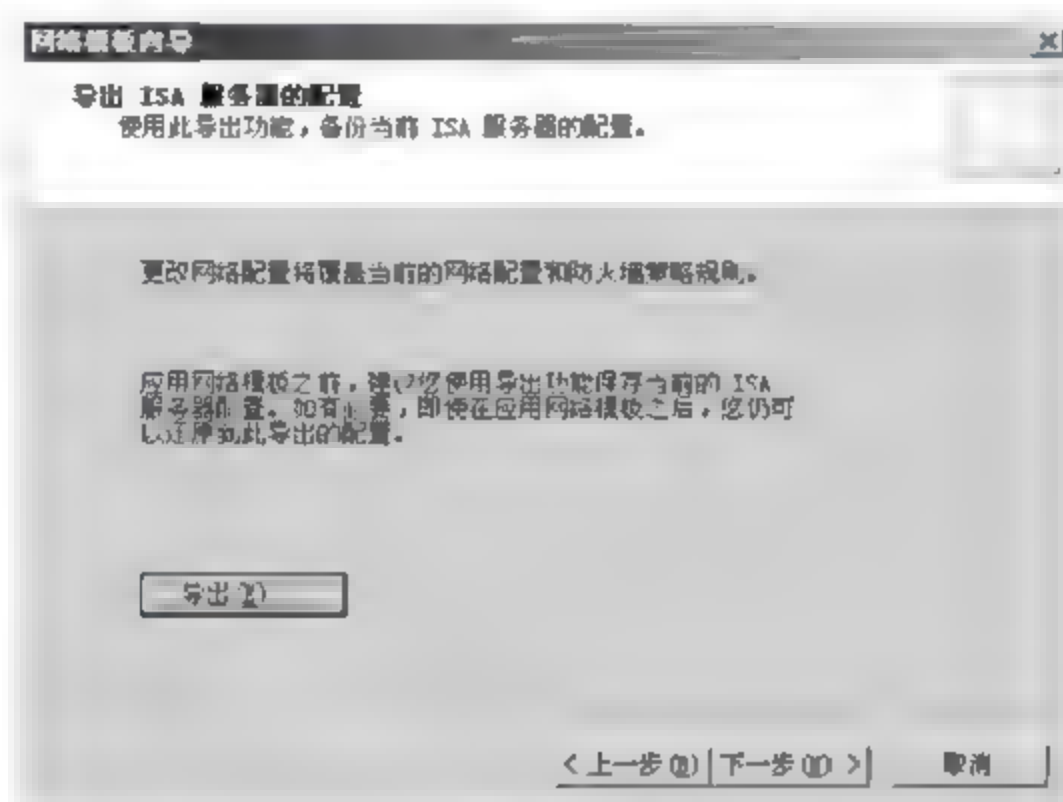 网络模板向导
导出 ISA 服务器的配置
使用此导出功能，备份当前 ISA 服务器的配置。
更改网络配置将覆盖当前的网络配置和防火墙策略规则。
应用网络模板之前，建议您使用导出功能保存当前的 ISA
服务器配置。如有必要，即使在应用网络模板之后，您仍可
以还原到此导出的配置。
导出(X)
< 上一步(B) 下一步(N) > 取消